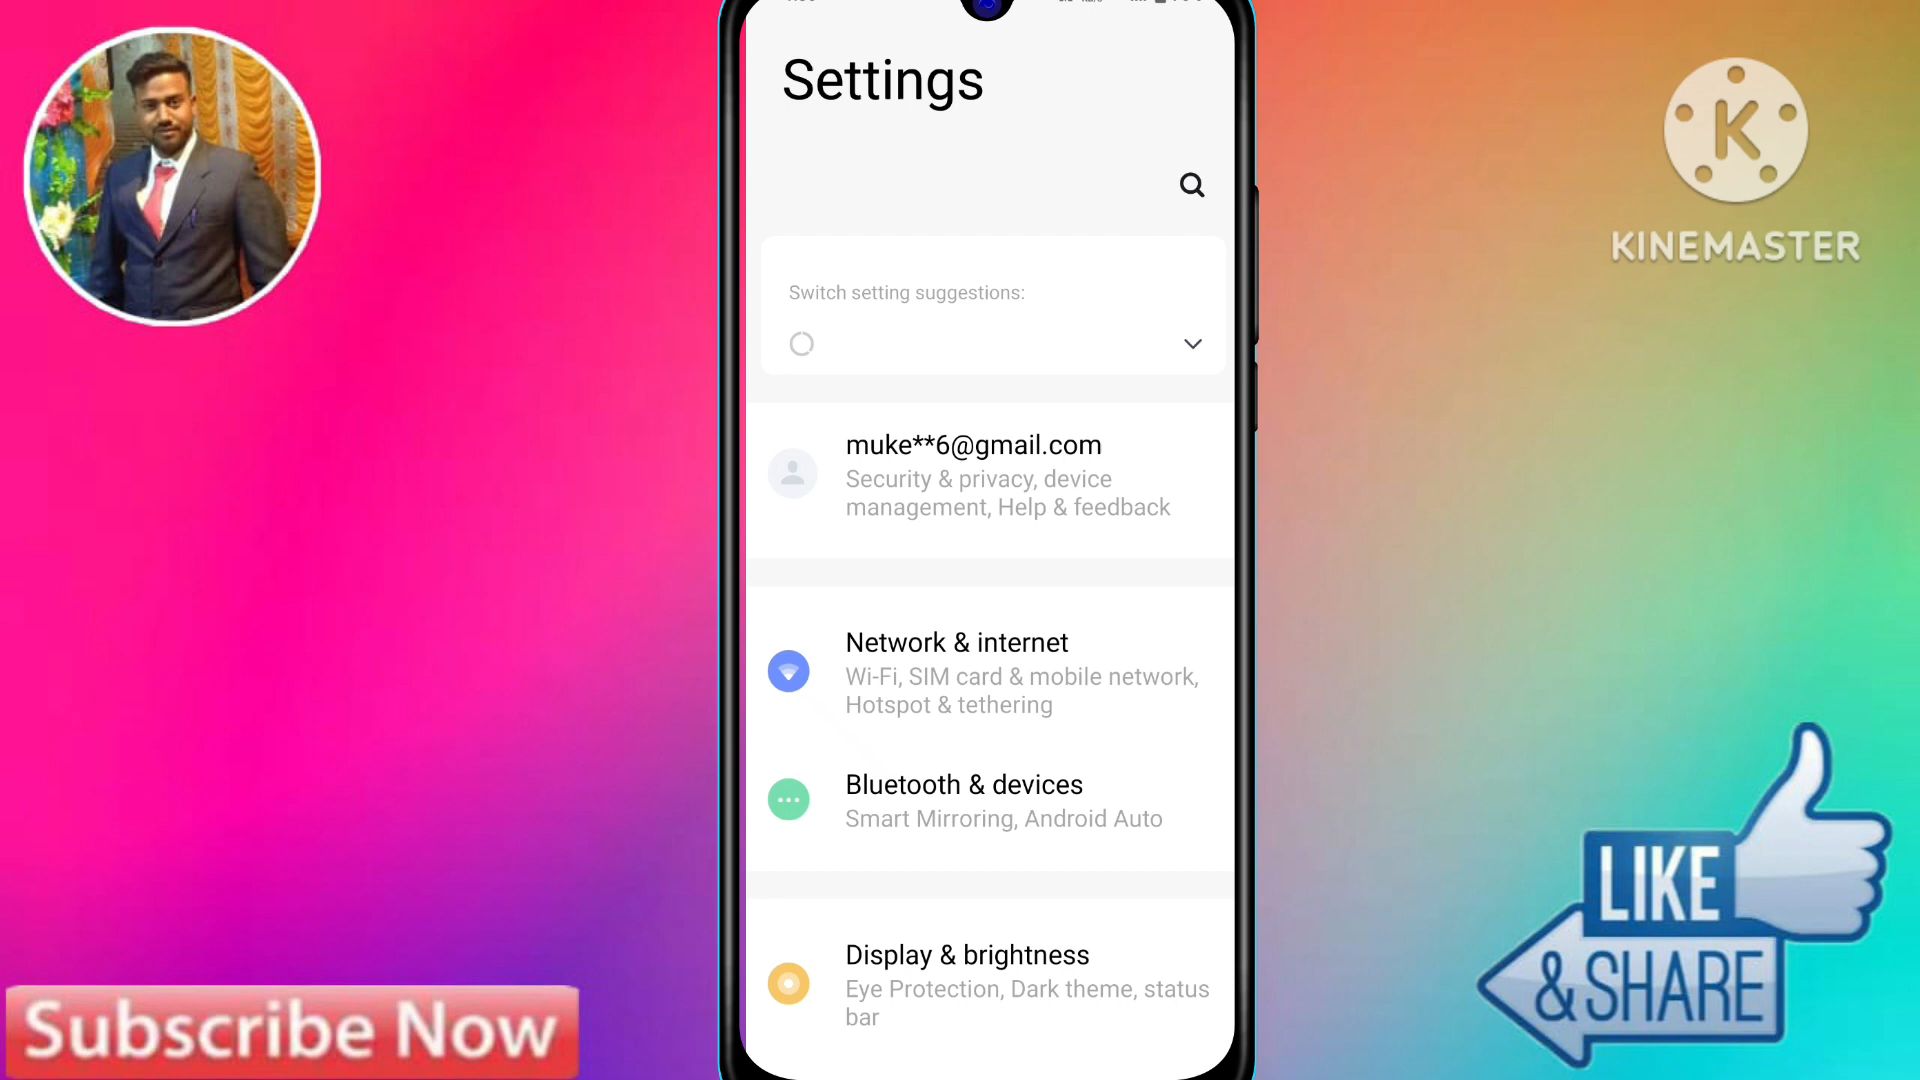 Settings
Switch setting suggestions:
muke**6@gmail.com
Security & privacy, device
management, Help & feedback
Network & internet
Wi-Fi, SIM card & mobile network,
Hotspot & tethering
Bluetooth & devices
Smart Mirroring, Android Auto
Display & brightness
Eye Protection, Dark theme, status
bar
K
KINEMASTER
LIKE
& SHARE
Subscribe Now